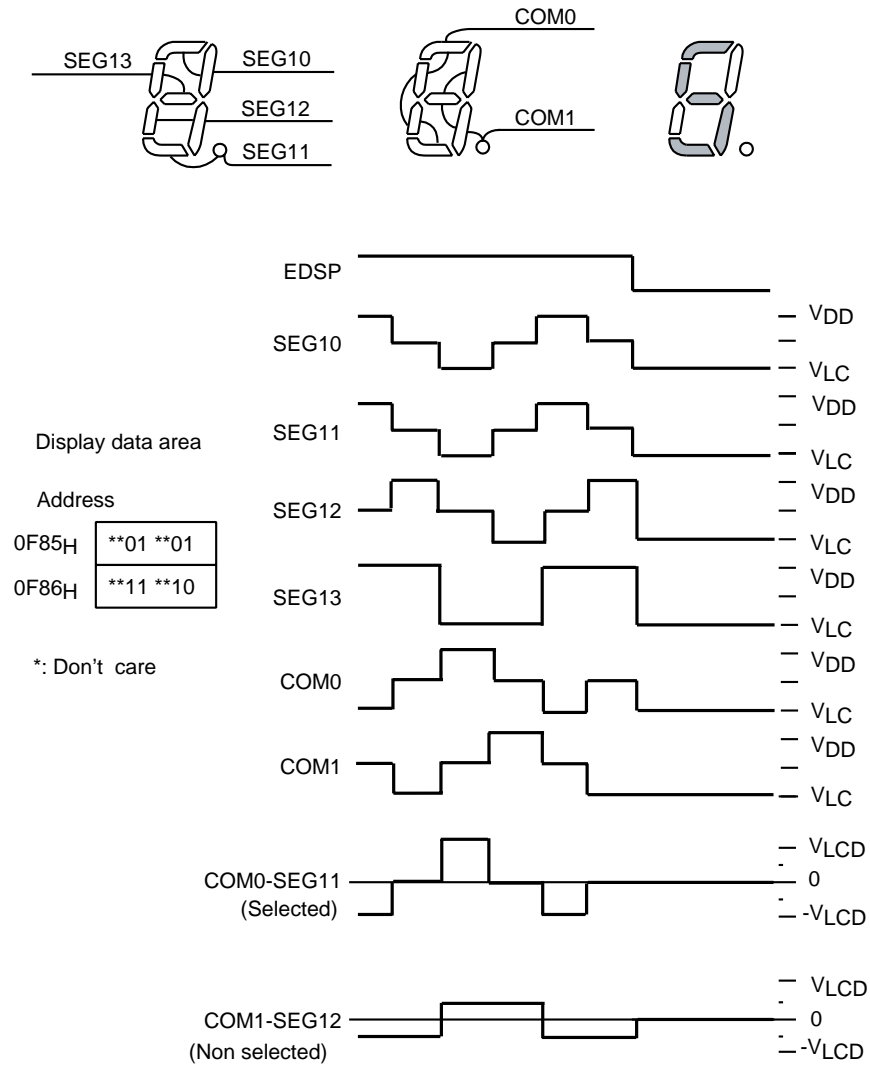 COM0
SEG13
SEG10
SEG12
COM1
SEG11
EDSP
VDD
SEG10
VLC
VDD
SEG11
Display data area
VLC
VDD
Address
SEG12
0F85H **01 **01
VLC
VDD
0F86H **11 **10
SEG13
VLC
*: Don't care
VDD
COM0
VLC
VDD
COM1
VLC
VLCD
COM0-SEG11
0
(Selected)
-VLCD
VLCD
COM1-SEG12
0
(Non selected)
-VLCD